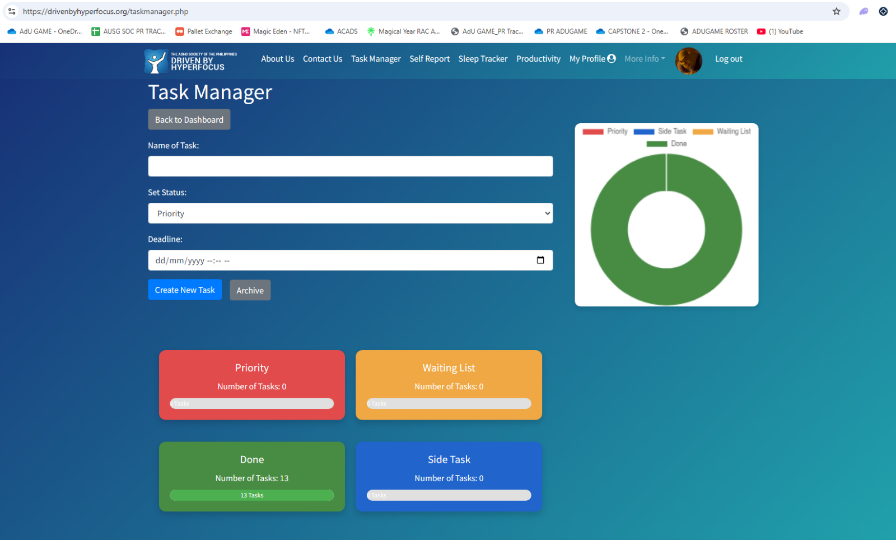 https://drivenbyhyperfocus.org/taskmanager.php
AdU GAME - OneDr... AUSG SOC PR TRAC... Pallet Exchange Magic Eden - NFT... ACADS Magical Year RAC A... AdU GAME_PR Trac... PR ADUGAME CAPSTONE 2 - One... ADUGAME ROSTER (1) YouTube
THE ADHD SOCIETY OF THE PHILIPPINES
DRIVEN BY
HYPERFOCUS
About Us Contact Us Task Manager Self Report Sleep Tracker Productivity My Profile More Info Log out
Task Manager
Back to Dashboard
Name of Task:
Set Status:
Priority
Deadline:
dd/mm/yyyy --:-- --
Create New Task Archive
Priority Side Task Waiting List
Done
Priority
Number of Tasks: 0
Tasks
Waiting List
Number of Tasks: 0
Tasks
Done
Number of Tasks: 13
13 Tasks
Side Task
Number of Tasks: 0
Tasks